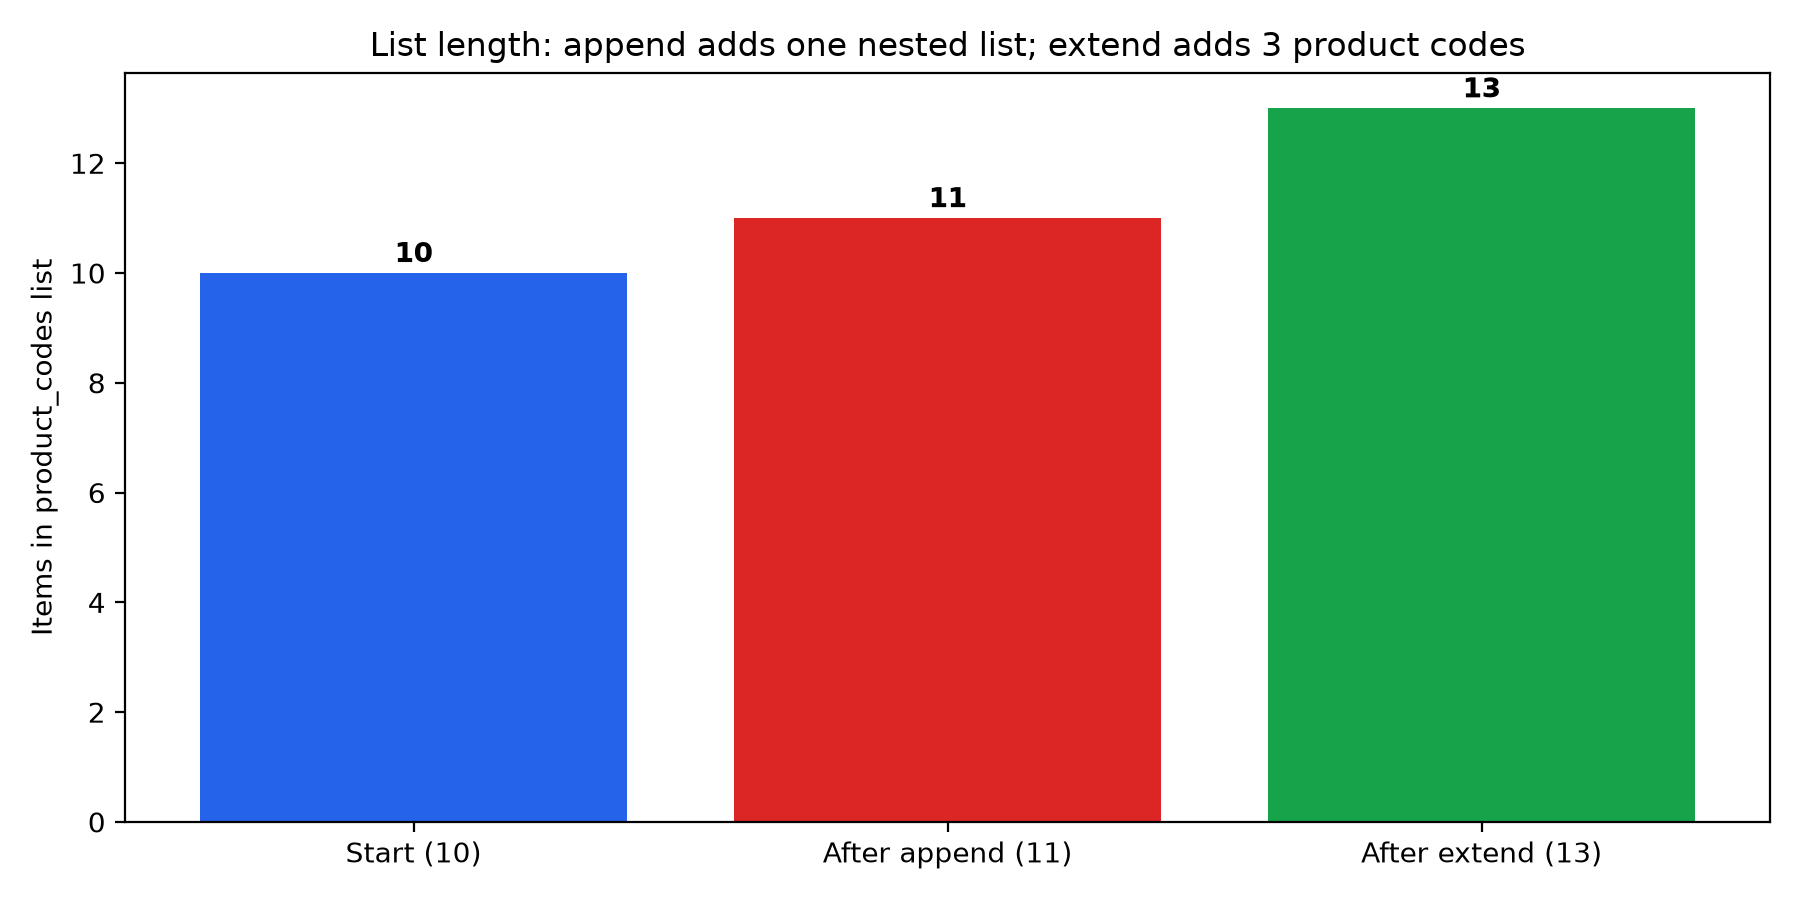 List length: append adds one nested list; extend adds 3 product codes
Items in product_codes list
12
10
8
6
4
2
0
10
11
13
Start (10)
After append (11)
After extend (13)